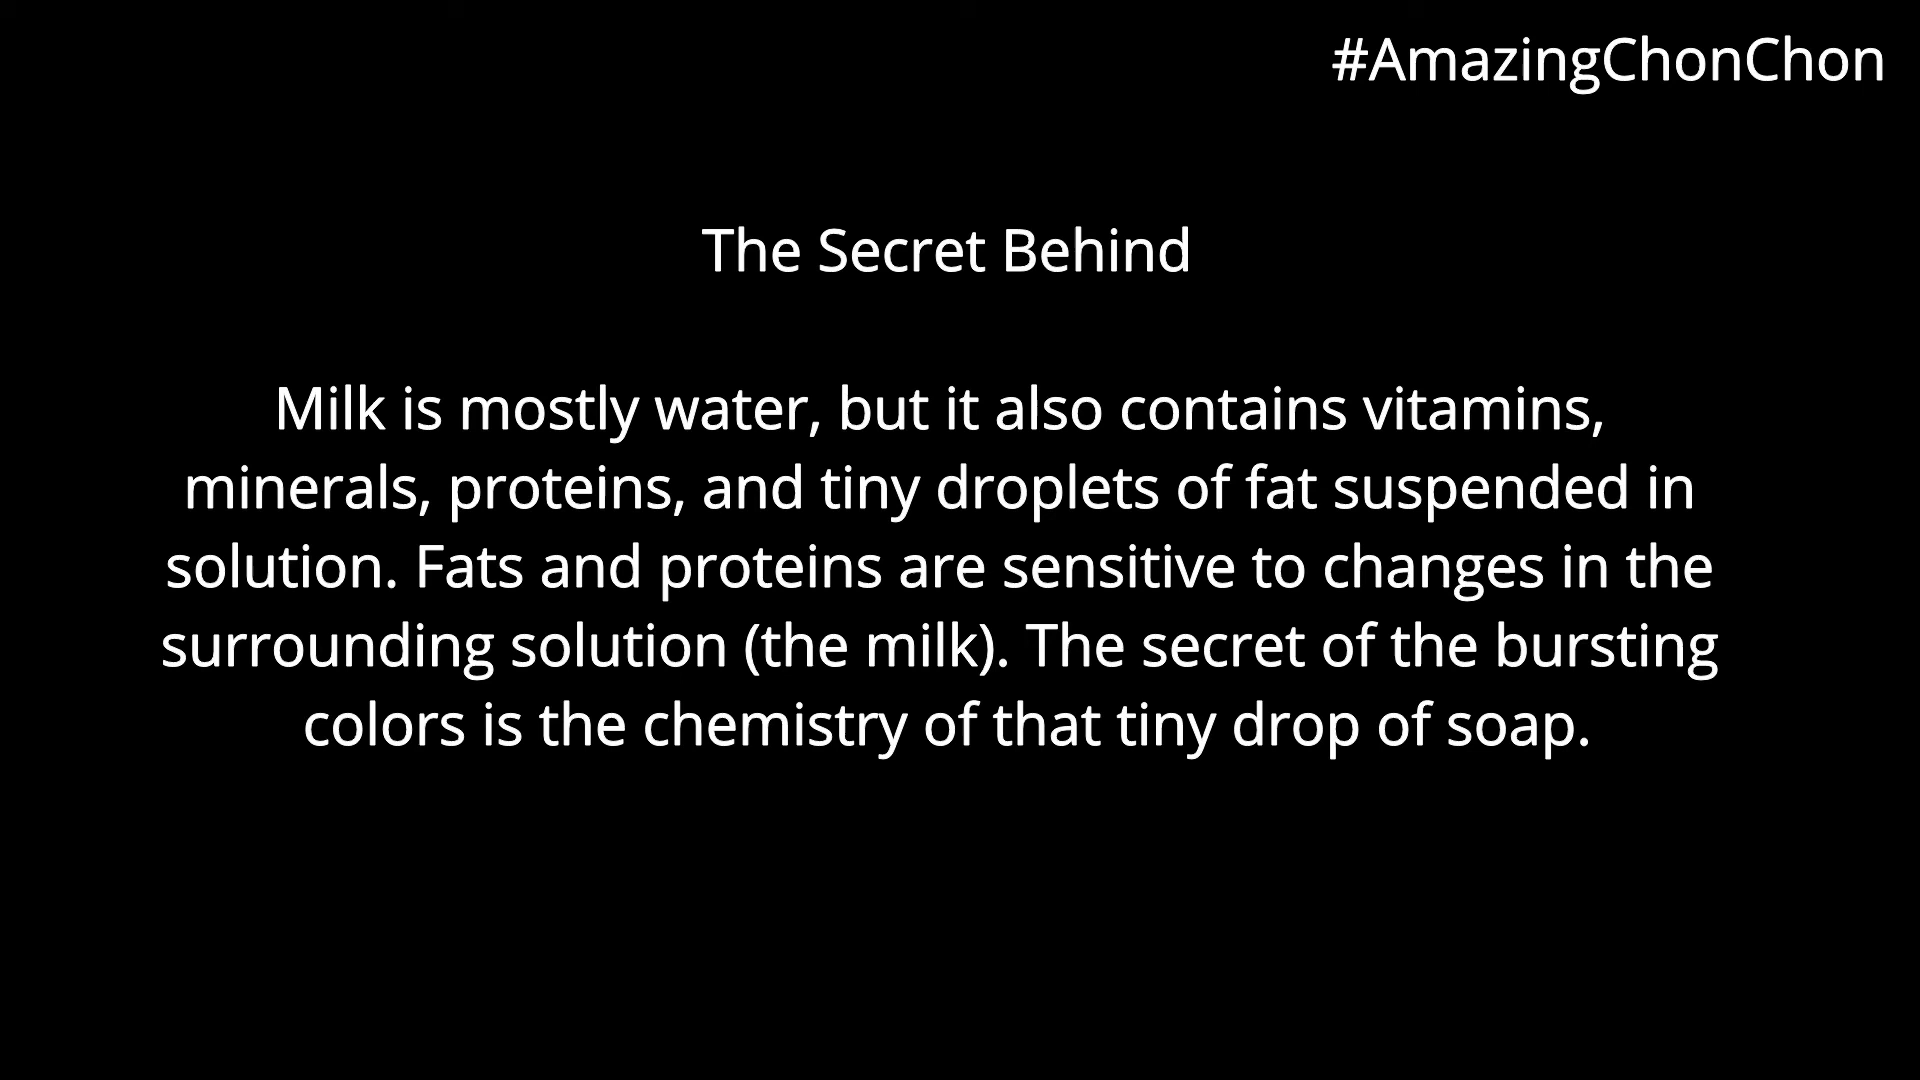 #AmazingChonChon
The Secret Behind
Milk is mostly water, but it also contains vitamins,
minerals, proteins, and tiny droplets of fat suspended in
solution. Fats and proteins are sensitive to changes in the
surrounding solution (the milk). The secret of the bursting
colors is the chemistry of that tiny drop of soap.